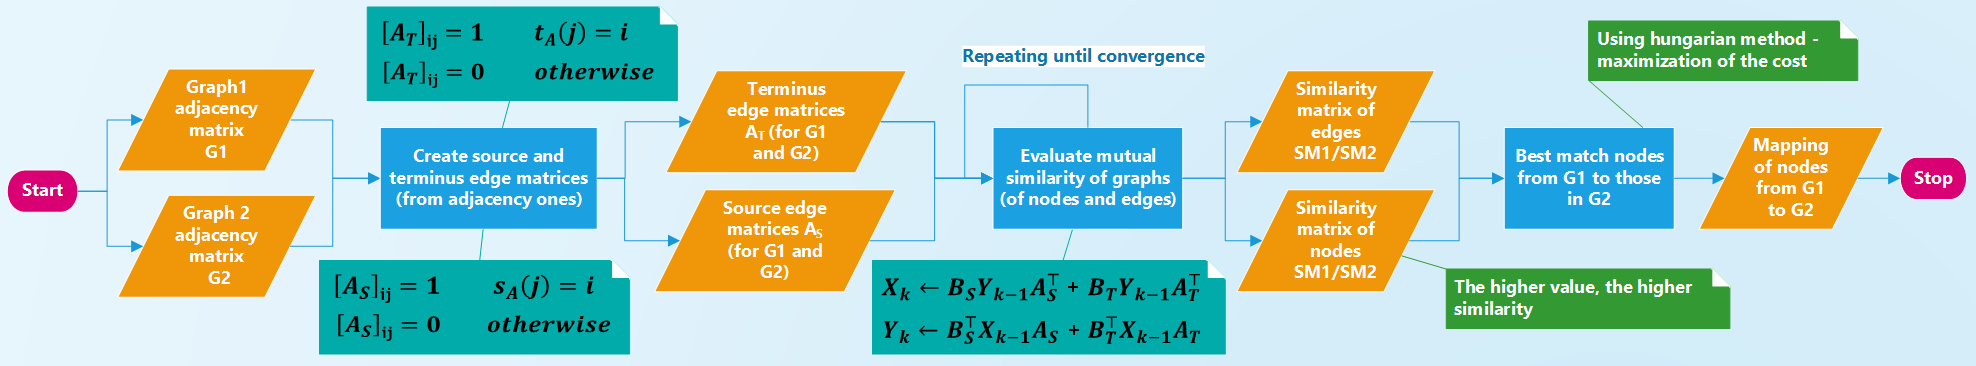 Start
Graph1
adjacency
matrix
G1
Graph 2
adjacency
matrix
G2
[A_T]_ij = 1 t_A(j) = i
[A_T]_ij = 0 otherwise
Create source and
terminus edge matrices
(from adjacency ones)
[A_S]_ij = 1 s_A(j) = i
[A_S]_ij = 0 otherwise
Terminus
edge matrices
A_T (for G1
and G2)
Source edge
matrices A_S
(for G1 and
G2)
Repeating until convergence
Evaluate mutual
similarity of graphs
(of nodes and edges)
X_k ← B_S Y_{k−1} A_S^⊤ + B_T Y_{k−1} A_T^⊤
Y_k ← B_S^⊤ X_{k−1} A_S + B_T^⊤ X_{k−1} A_T
Similarity
matrix of
edges
SM1/SM2
Similarity
matrix of
nodes
SM1/SM2
The higher value, the higher
similarity
Using hungarian method -
maximization of the cost
Best match nodes
from G1 to those
in G2
Mapping
of nodes
from G1
to G2
Stop